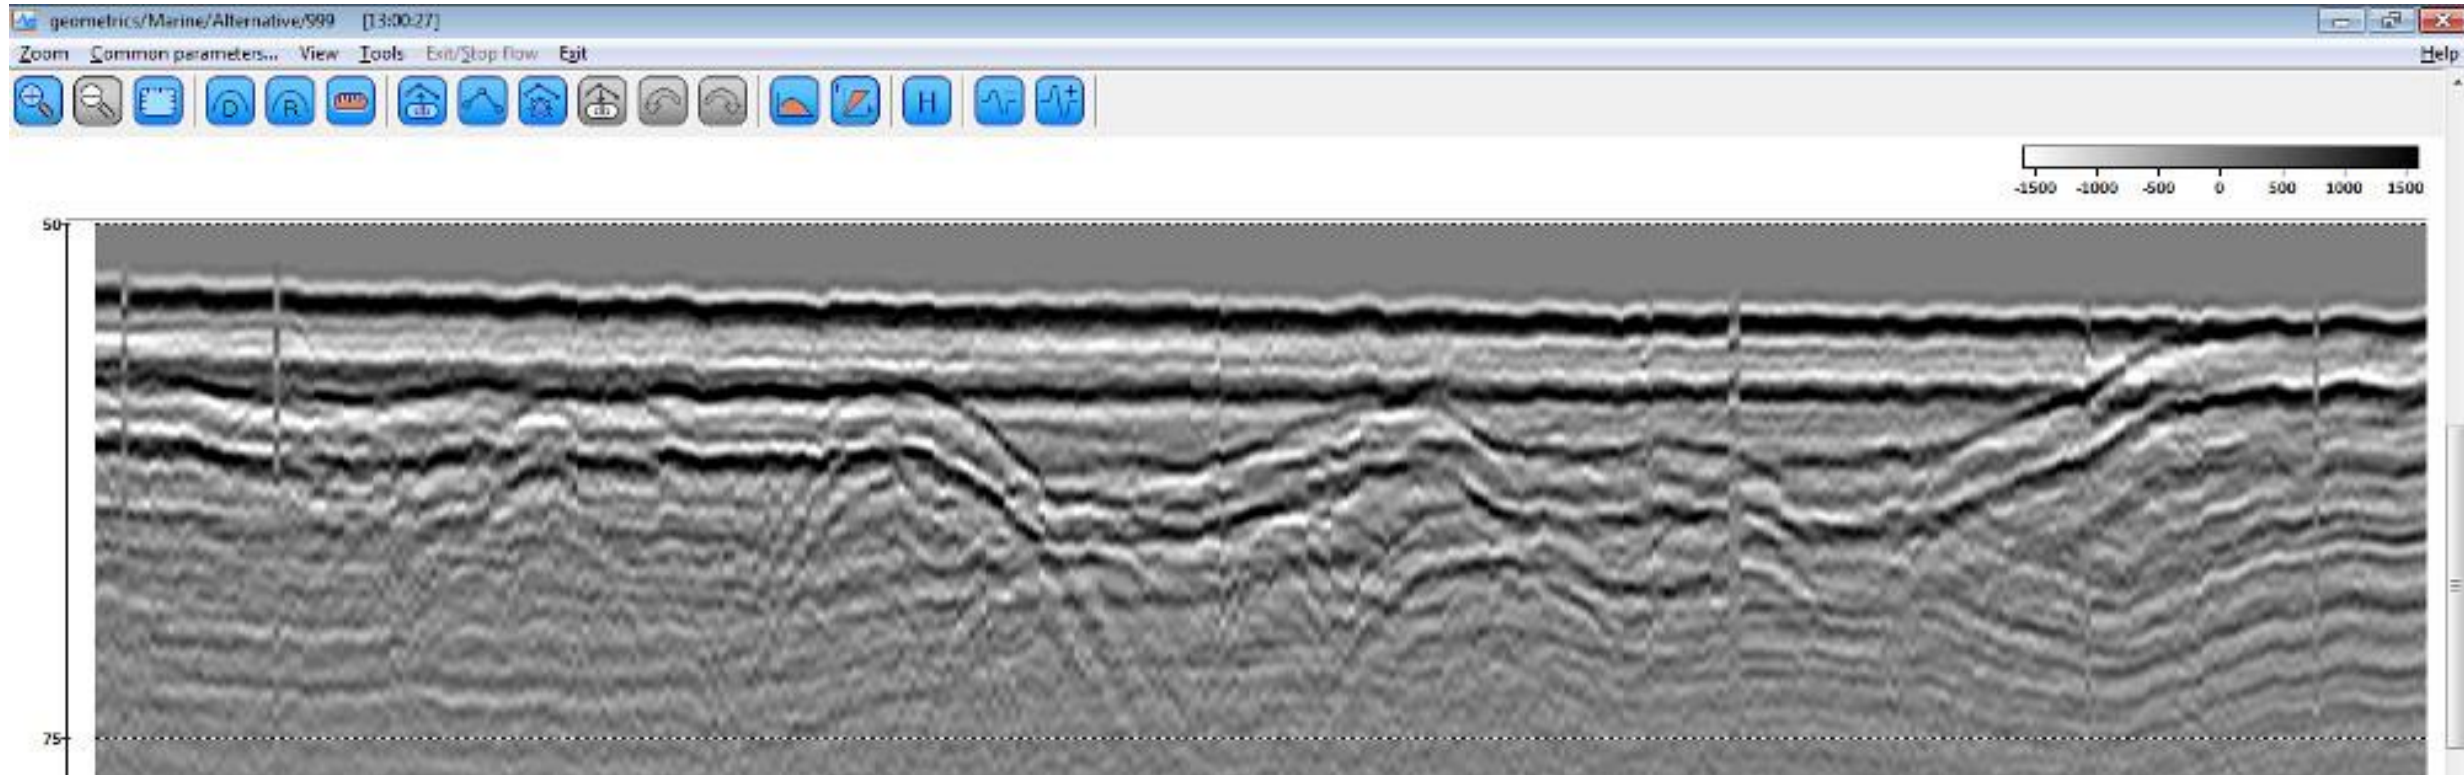 geometrics/Marine/Alternative/999 [13:00:27]
Zoom Common parameters... View Tools Exit/Stop flow Exit Help
D R H
-1500 -1000 -500 0 500 1000 1500
50
75